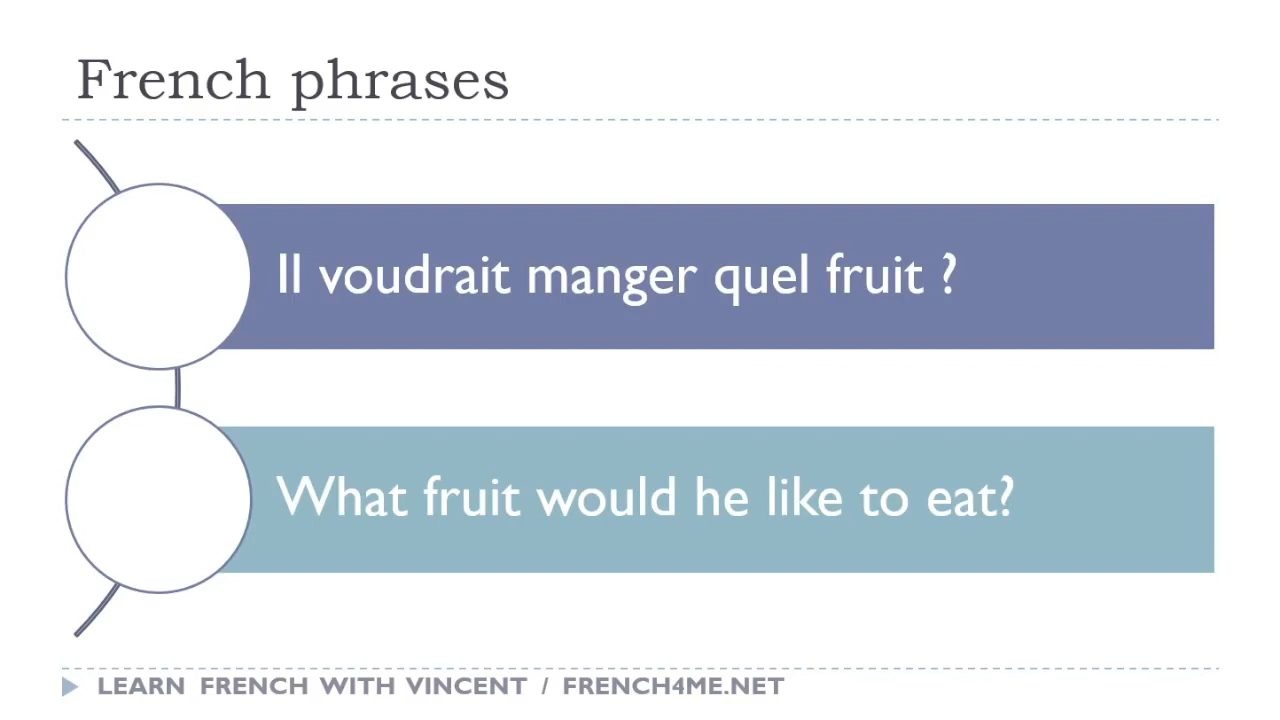 French phrases
Il voudrait manger quel fruit ?
What fruit would he like to eat?
LEARN FRENCH WITH VINCENT / FRENCH4ME.NET